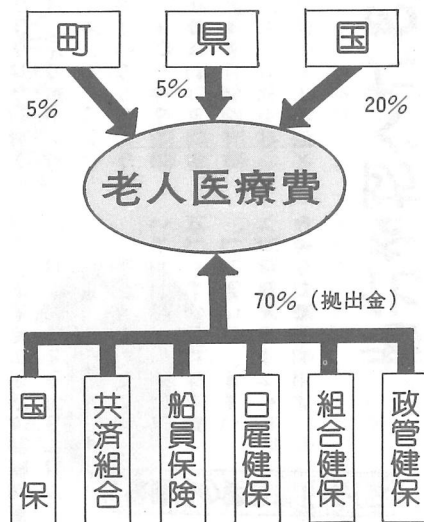 町 県 国
5% 5% 20%
老人医療費
70%（拠出金）
国保
共済組合
船員保険
日雇健保
組合健保
政管健保